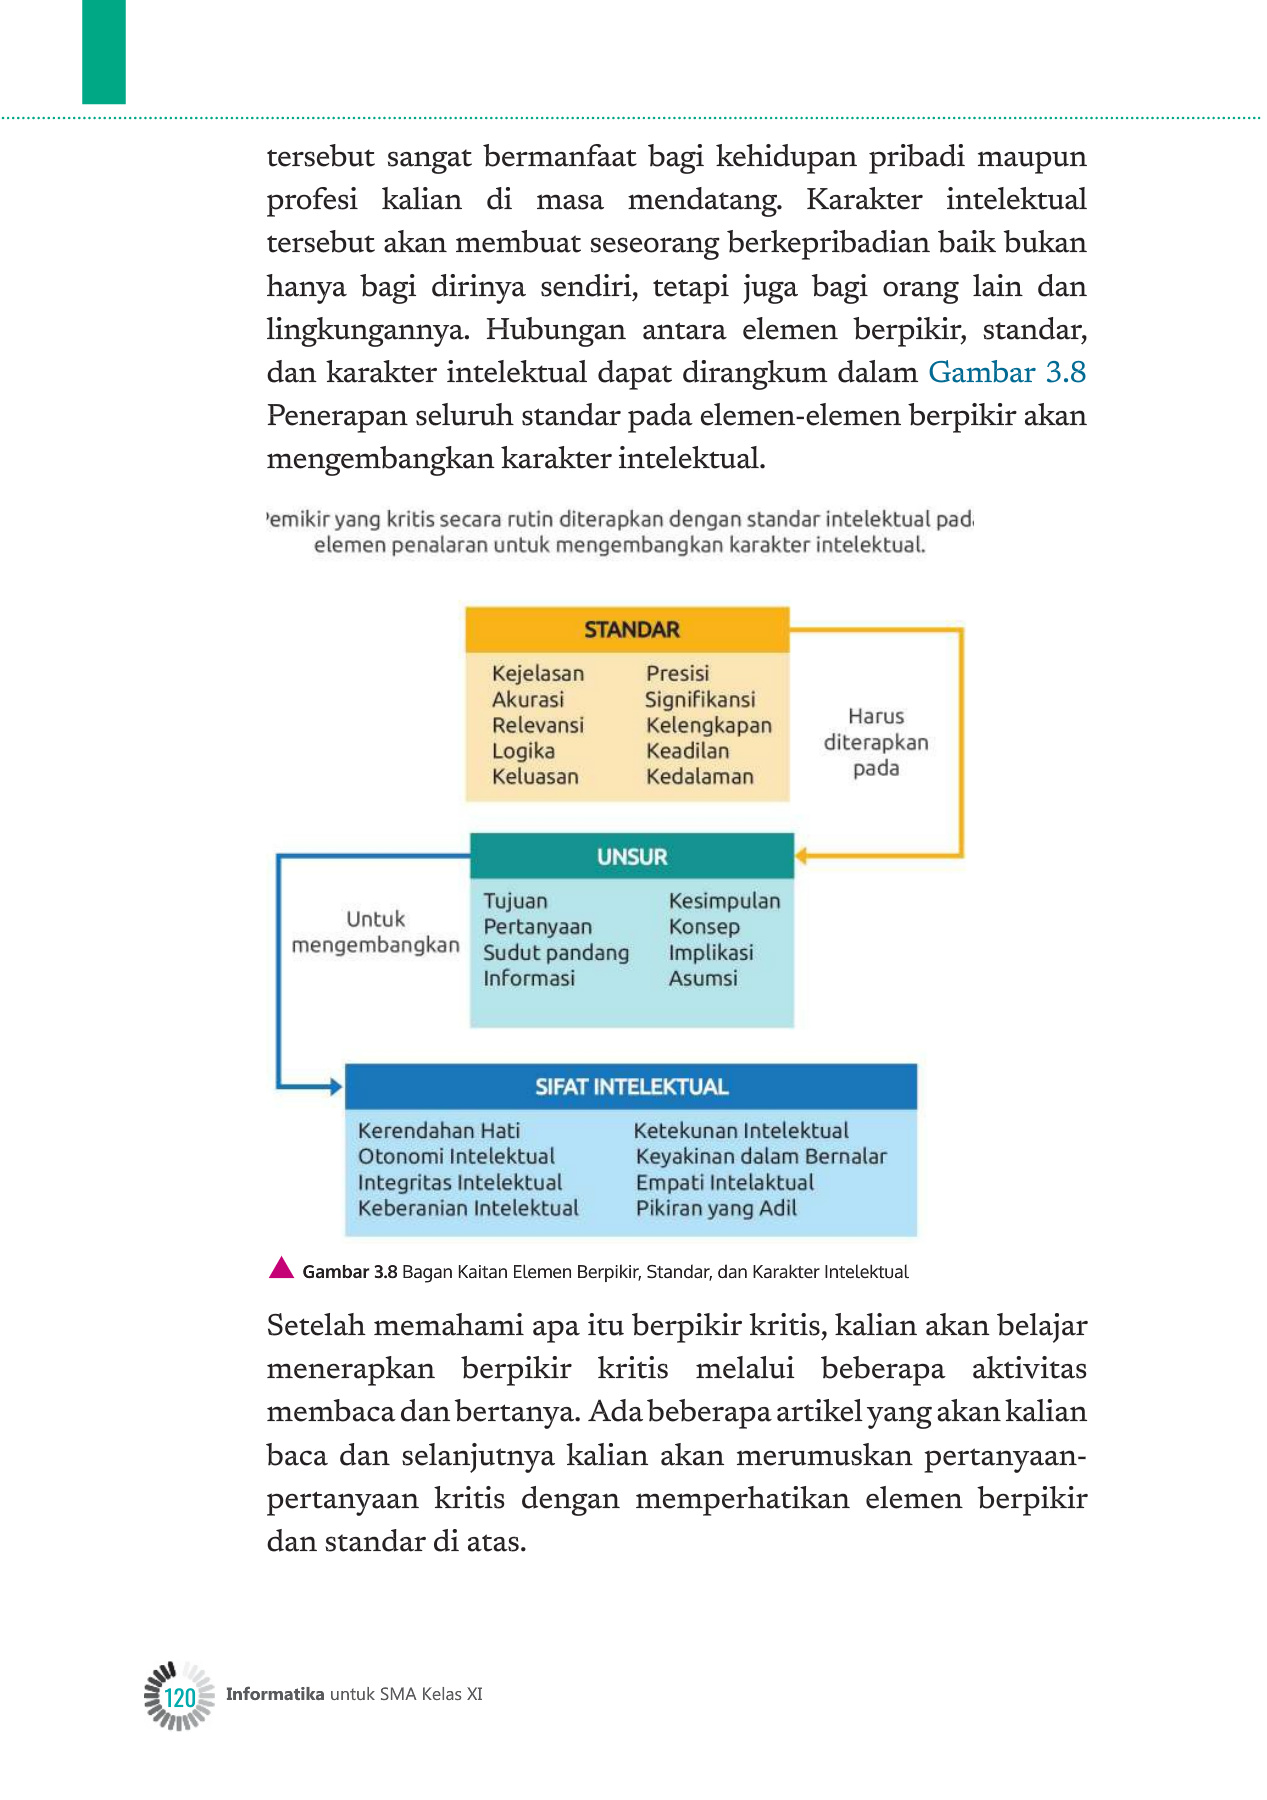 tersebut sangat bermanfaat bagi kehidupan pribadi maupun
profesi kalian di masa mendatang. Karakter intelektual
tersebut akan membuat seseorang berkepribadian baik bukan
hanya bagi dirinya sendiri, tetapi juga bagi orang lain dan
lingkungannya. Hubungan antara elemen berpikir, standar,
dan karakter intelektual dapat dirangkum dalam Gambar 3.8
Penerapan seluruh standar pada elemen-elemen berpikir akan
mengembangkan karakter intelektual.
yang kritis secara rutin diterapkan dengan standar intelektual
elemen penalaran untuk mengembangkan karakter intelektual.
STANDAR
Kejelasan Presisi
Akurasi Signifikansi
Relevansi Kelengkapan
Logika Keadilan
Keluasan Kedalaman
Harus
diterapkan
pada
UNSUR
Tujuan Kesimpulan
Pertanyaan Konsep
Sudut pandang Implikasi
Informasi Asumsi
Untuk
mengembangkan
SIFAT INTELEKTUAL
Kerendahan Hati Ketekunan Intelektual
Otonomi Intelektual Keyakinan dalam Bernalar
Integritas Intelektual Empati Intelaktual
Keberanian Intelektual Pikiran yang Adil
Gambar 3.8 Bagan Kaitan Elemen Berpikir, Standar, dan Karakter Intelektual
Setelah memahami apa itu berpikir kritis, kalian akan belajar
menerapkan berpikir kritis melalui beberapa aktivitas
membaca dan bertanya. Ada beberapa artikel yang akan kalian
baca dan selanjutnya kalian akan merumuskan pertanyaan-
pertanyaan kritis dengan memperhatikan elemen berpikir
dan standar di atas.
120 Informatika untuk SMA Kelas XI